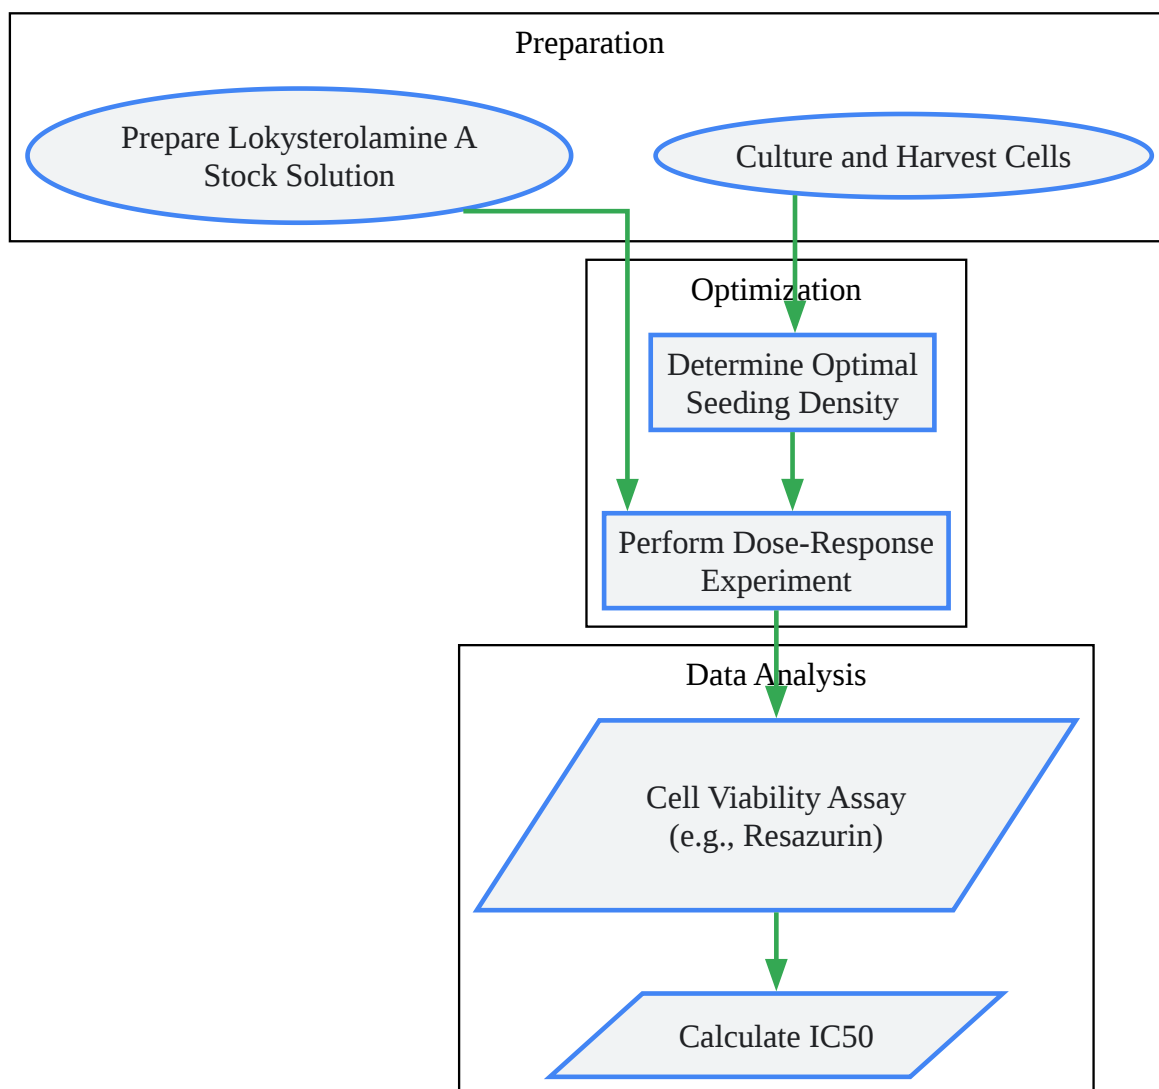 Preparation
Prepare Lokysterolamine A
Stock Solution
Culture and Harvest Cells
Optimization
Determine Optimal
Seeding Density
Perform Dose-Response
Experiment
Data Analysis
Cell Viability Assay
(e.g., Resazurin)
Calculate IC50